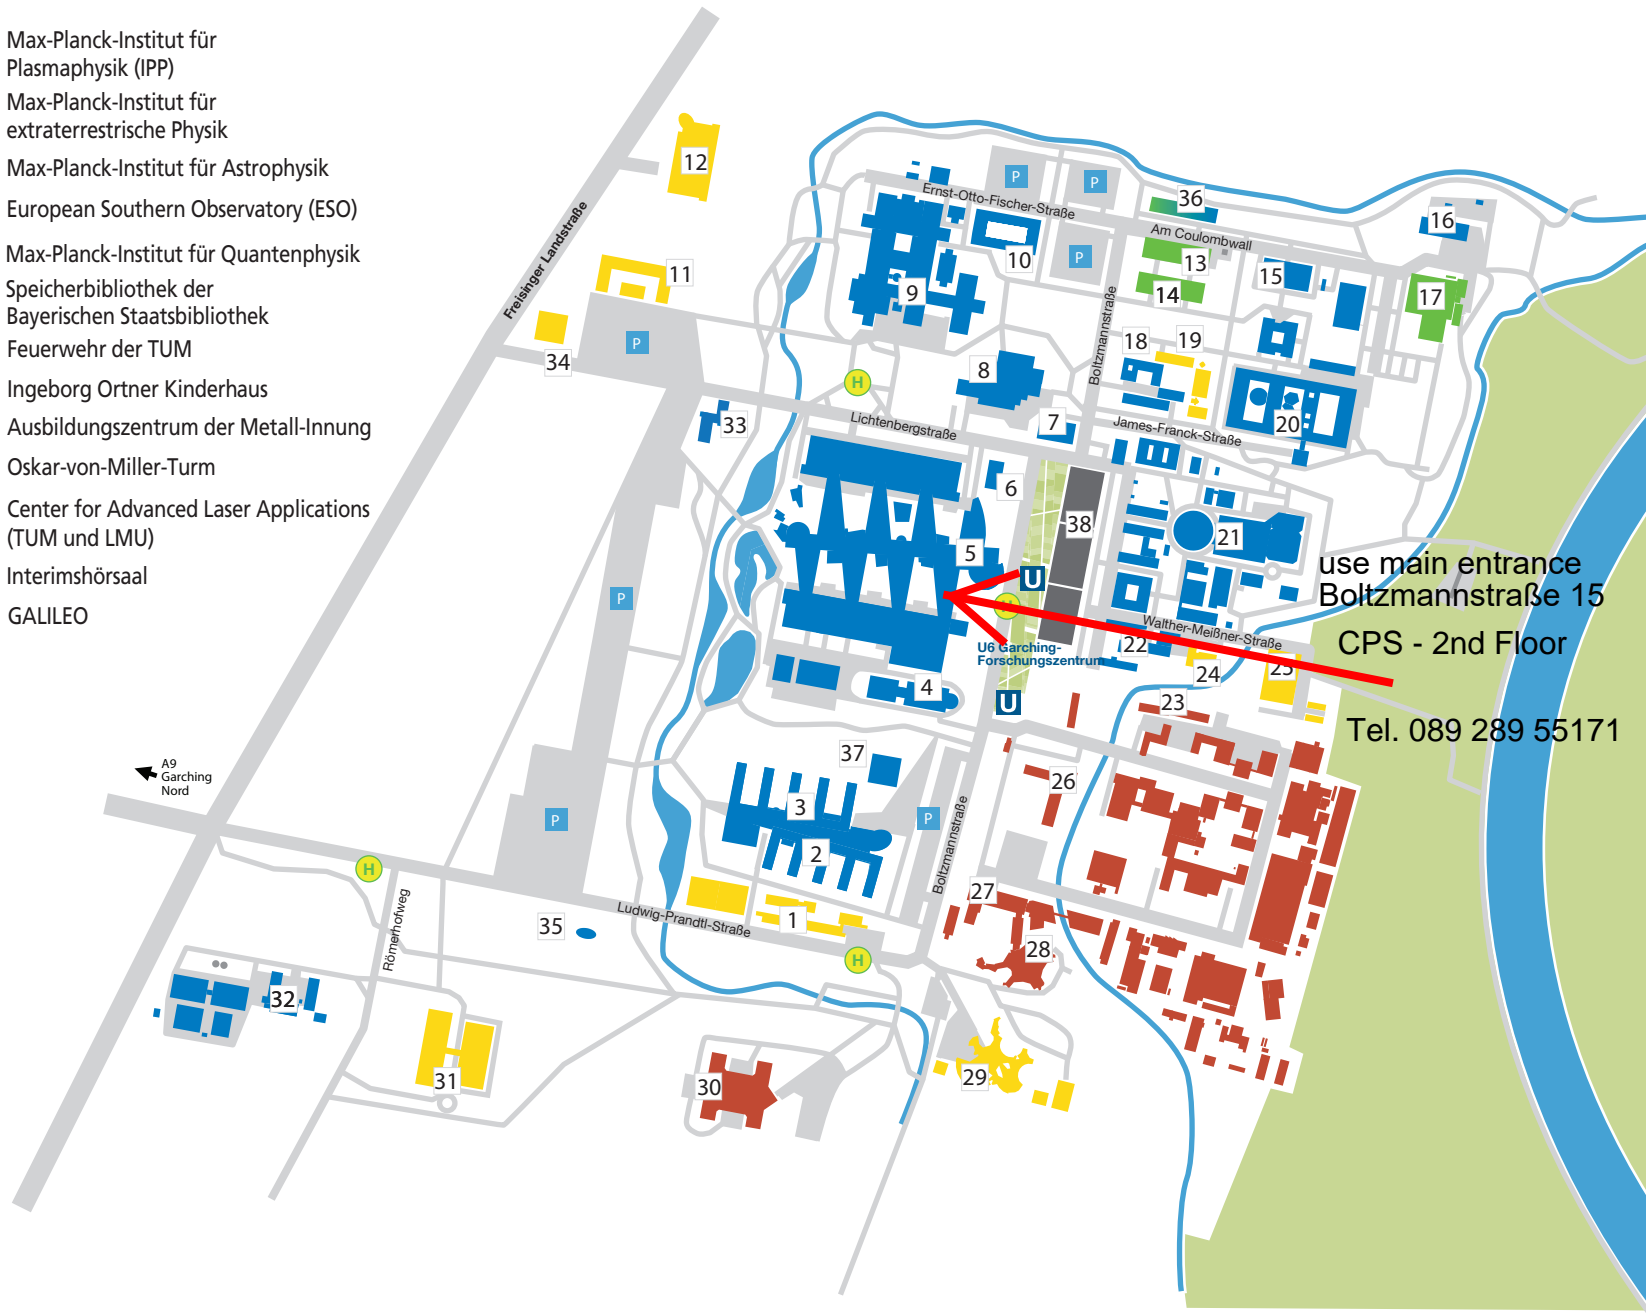 Max-Planck-Institut für
Plasmaphysik (IPP)
Max-Planck-Institut für
extraterrestrische Physik
Max-Planck-Institut für Astrophysik
European Southern Observatory (ESO)
Max-Planck-Institut für Quantenphysik
Speicherbibliothek der
Bayerischen Staatsbibliothek
Feuerwehr der TUM
Ingeborg Ortner Kinderhaus
Ausbildungszentrum der Metall-Innung
Oskar-von-Miller-Turm
Center for Advanced Laser Applications
(TUM und LMU)
Interimshörsaal
GALILEO
12
Freisinger Landstraße
11
34
P
33
P
P
A9
Garching
Nord
H
Römerhofweg
35
32
31
Ernst-Otto-Fischer-Straße
P
P
P
36
Am Coulombwall
16
10
13
15
9
14
17
Boltzmannstraße
18
19
8
H
Lichtenbergstraße
7
James-Franck-Straße
20
6
38
5
21
U
H
use main entrance
Boltzmannstraße 15
CPS - 2nd Floor
Tel. 089 289 55171
Walther-Meißner-Straße
U6 Garching-
Forschungszentrum
22
24
25
4
U
23
37
26
3
P
2
Boltzmannstraße
27
1
Ludwig-Prandtl-Straße
H
28
30
29